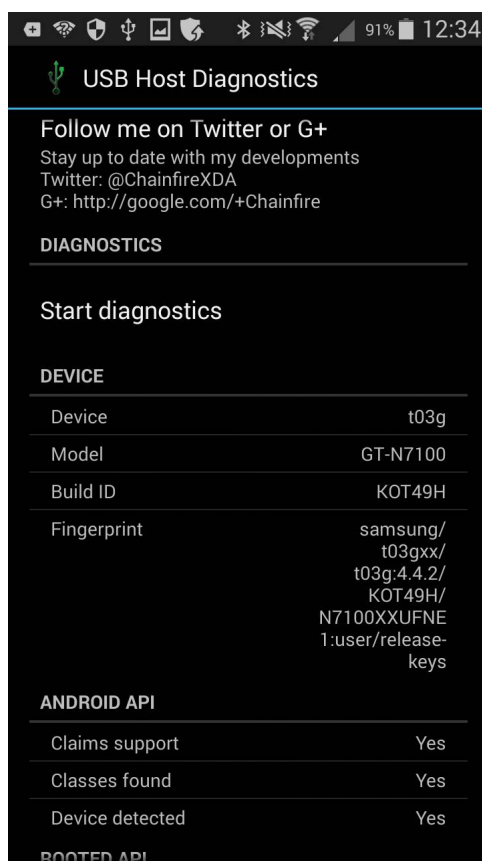 91% 12:34
USB Host Diagnostics
Follow me on Twitter or G+
Stay up to date with my developments
Twitter: @ChainfireXDA
G+: http://google.com/+Chainfire
DIAGNOSTICS
Start diagnostics
DEVICE
Device t03g
Model GT-N7100
Build ID KOT49H
Fingerprint samsung/
t03gxx/
t03g:4.4.2/
KOT49H/
N7100XXUFNE
1:user/release-
keys
ANDROID API
Claims support Yes
Classes found Yes
Device detected Yes
ROOTED API